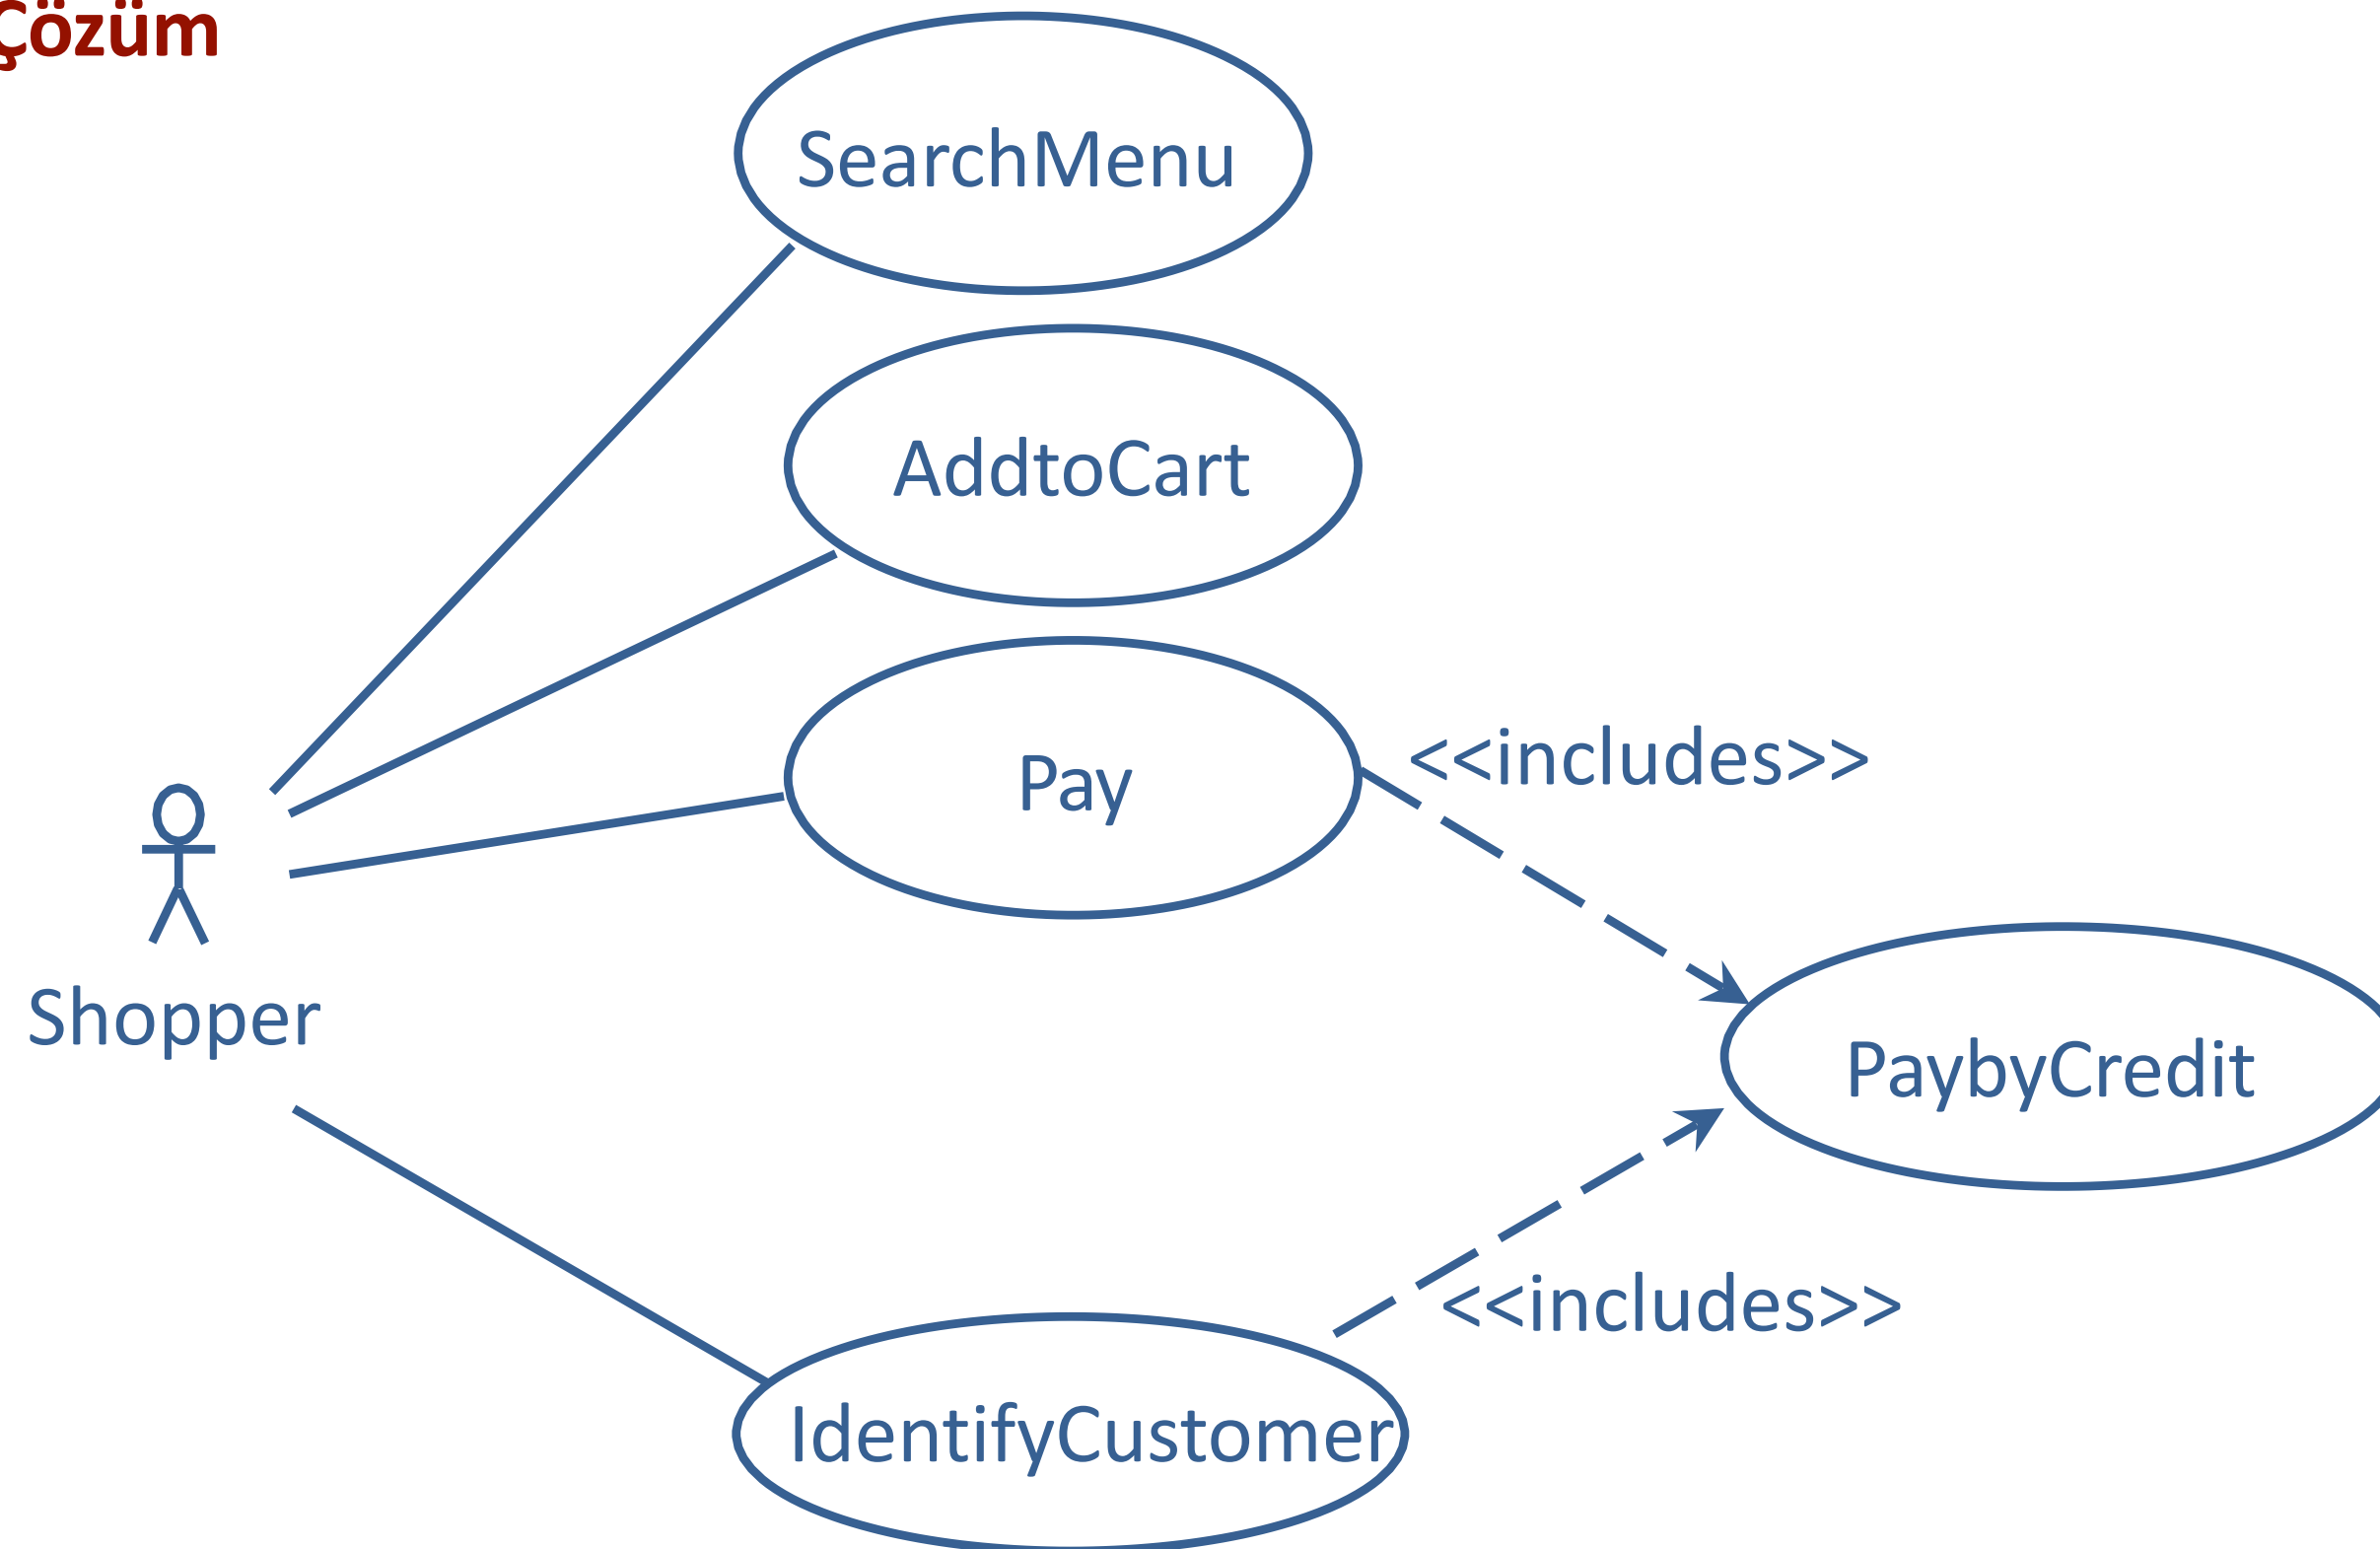 Çözüm
SearchMenu
AddtoCart
Pay
<<includes>>
Shopper
PaybyCredit
<<includes>>
IdentifyCustomer